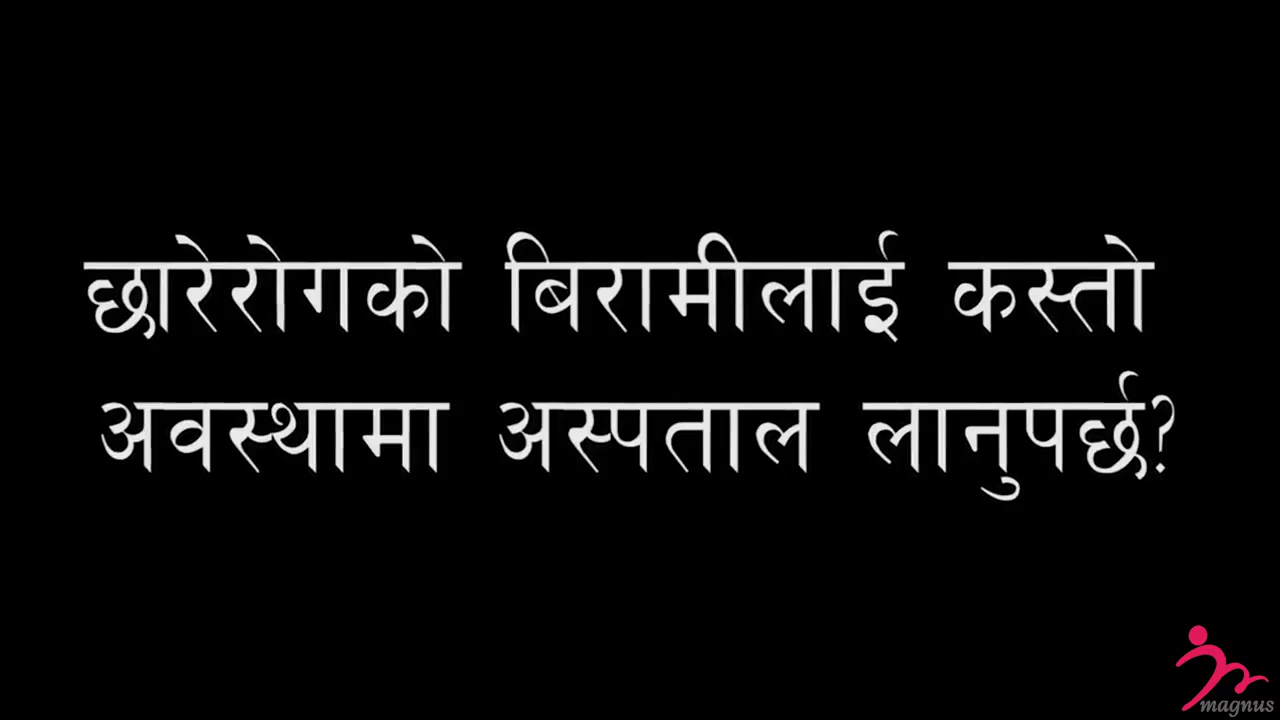 छारेरोगको बिरामीलाई कस्तो
अवस्थामा अस्पताल लानुपर्छ?
magnus